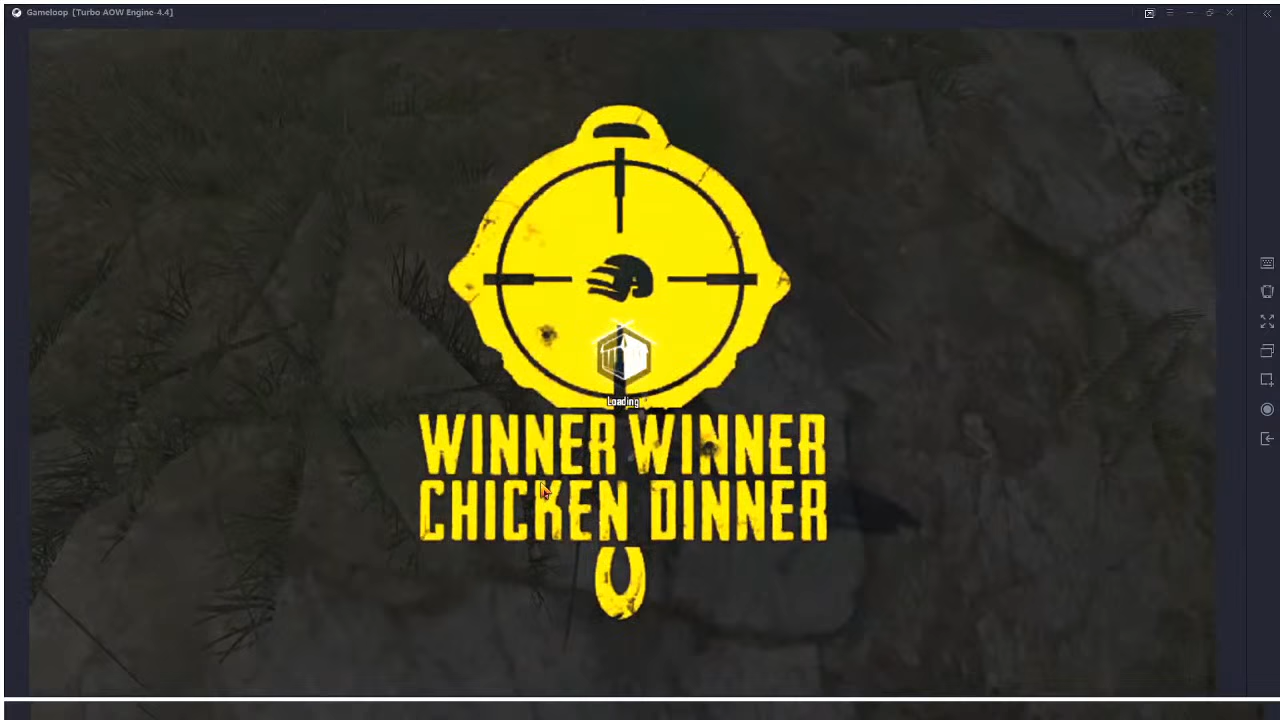 Gameloop [Turbo AOW Engine-4.4]
Loading
WINNER WINNER
CHICKEN DINNER